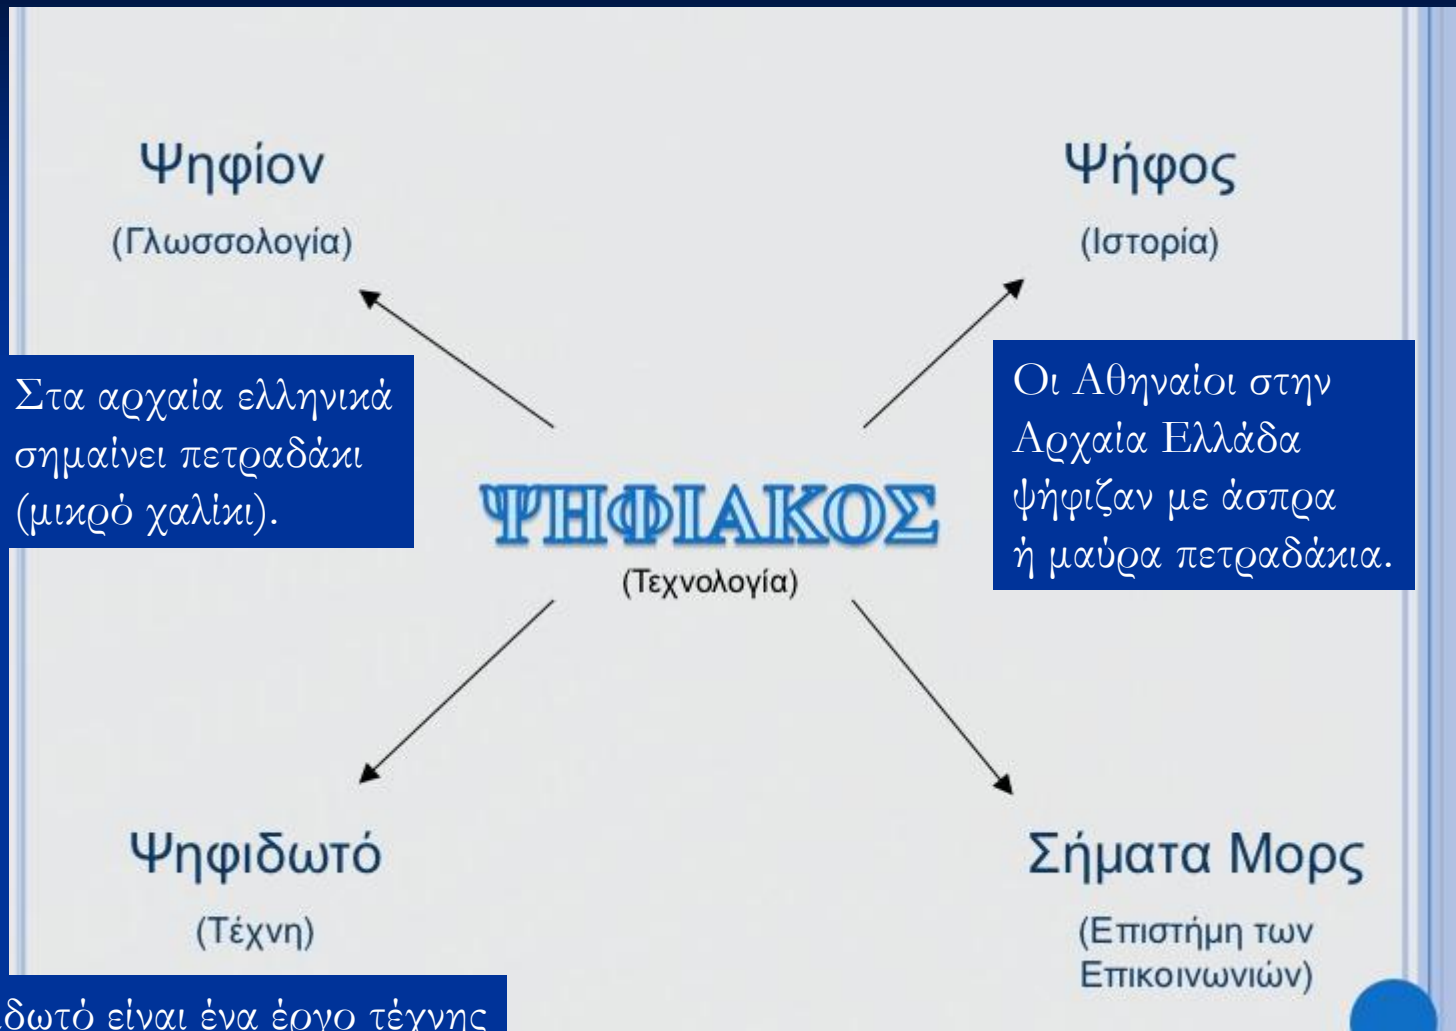 Ψηφίον
(Γλωσσολογία)
Ψήφος
(Ιστορία)
Στα αρχαία ελληνικά
σημαίνει πετραδάκι
(μικρό χαλίκι).
Οι Αθηναίοι στην
Αρχαία Ελλάδα
ψήφιζαν με άσπρα
ή μαύρα πετραδάκια.
ΨΗΦΙΑΚΟΣ
(Τεχνολογία)
Ψηφιδωτό
(Τέχνη)
Σήματα Μορς
(Επιστήμη των
Επικοινωνιών)
είναι ένα έργο τέχνης